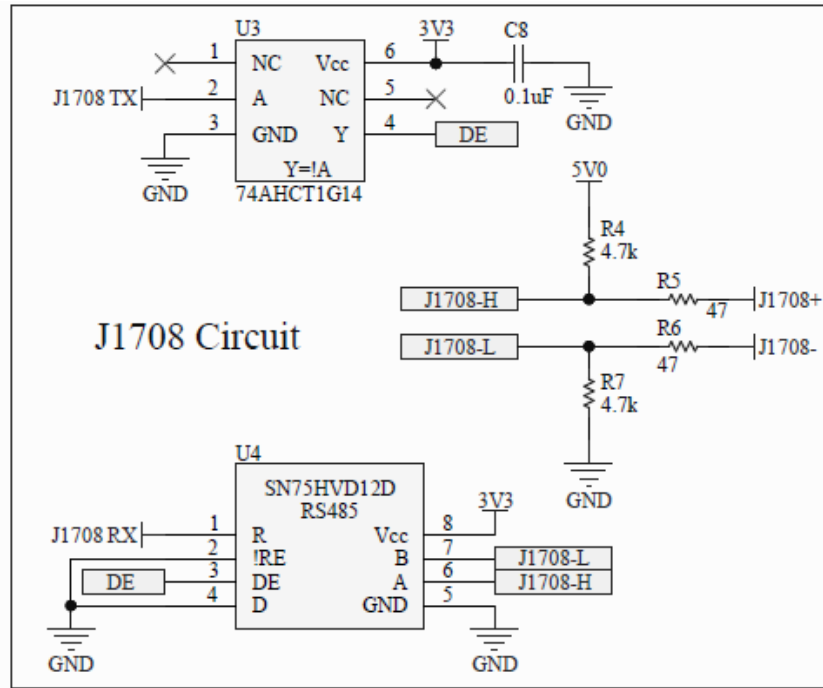 U3
1 NC Vcc 6 3V3 C8
J1708 TX 2 A NC 5 0.1uF
3 GND Y 4 DE GND
Y=!A
GND 74AHCT1G14
5V0
R4
4.7k
J1708-H R5 47 J1708+
J1708 Circuit
J1708-L R6 47 J1708-
R7
4.7k
GND
U4
SN75HVD12D
RS485
3V3
J1708 RX 1 R Vcc 8
2 !RE B 7 J1708-L
DE 3 DE A 6 J1708-H
4 D GND 5
GND GND